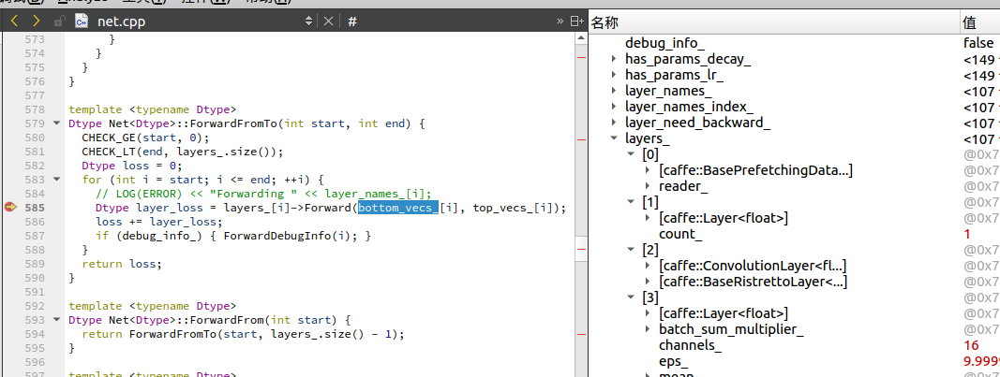 net.cpp
#
»
573 }
574 }
575 }
576 }
577
578 template <typename Dtype>
579 Dtype Net<Dtype>::ForwardFromTo(int start, int end) {
580 CHECK_GE(start, 0);
581 CHECK_LT(end, layers_.size());
582 Dtype loss = 0;
583 for (int i = start; i <= end; ++i) {
584 // LOG(ERROR) << "Forwarding " << layer_names_[i];
585 Dtype layer_loss = layers_[i]->Forward(bottom_vecs_[i], top_vecs_[i]);
586 loss += layer_loss;
587 if (debug_info_) { ForwardDebugInfo(i); }
588 }
589 return loss;
590 }
591
592 template <typename Dtype>
593 Dtype Net<Dtype>::ForwardFrom(int start) {
594 return ForwardFromTo(start, layers_.size() - 1);
595 }
596
597 template <typename Dtype>
名称 值
debug_info_ false
has_params_decay_ <149
has_params_lr_ <149
layer_names_ <107
layer_names_index_ <107
layer_need_backward_ <107
layers_ <107
[0] @0x7
[caffe::BasePrefetchingData...] @0x7
reader_ @0x7
[1] @0x7
[caffe::Layer<float>] @0x7
count_ 1
[2] @0x7
[caffe::ConvolutionLayer<fl...] @0x7
[caffe::BaseRistrettoLayer<...] @0x7
[3] @0x7
[caffe::Layer<float>] @0x7
batch_sum_multiplier_ @0x7
channels_ 16
eps_ 9.9999
mean_ @0x7